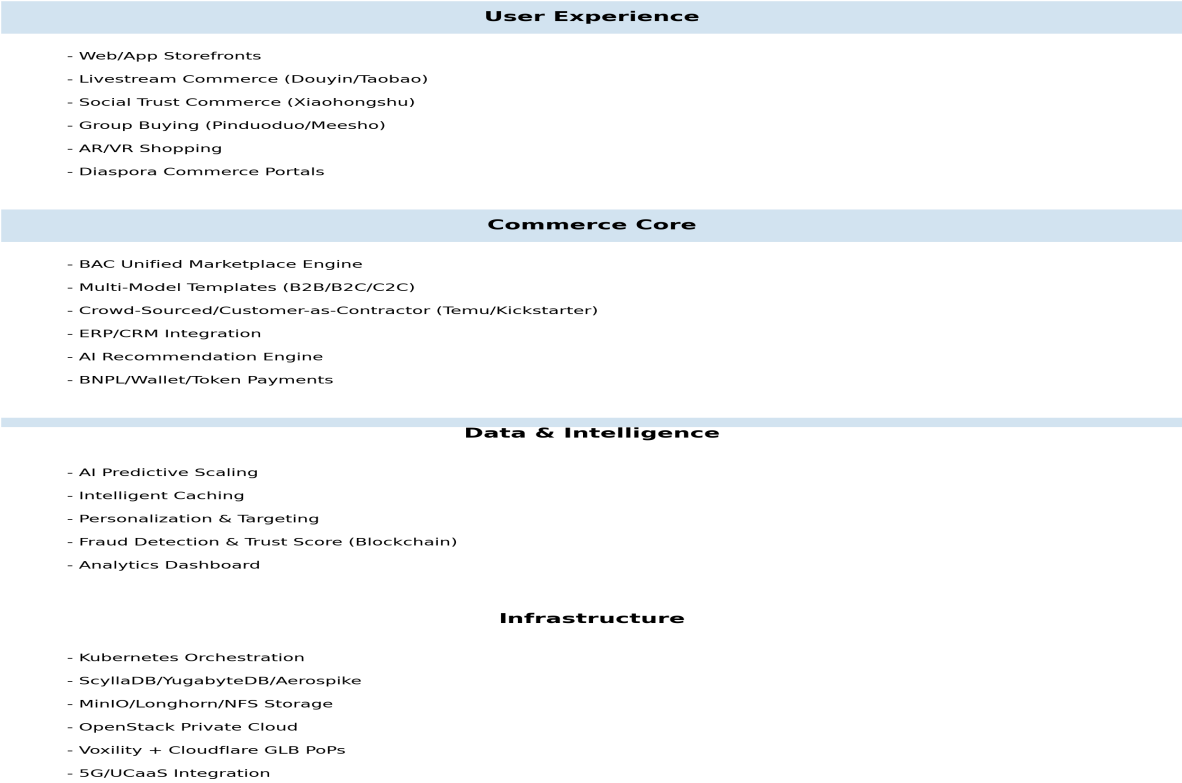 User Experience
- Web/App Storefronts
- Livestream Commerce (Douyin/Taobao)
- Social Trust Commerce (Xiaohongshu)
- Group Buying (Pinduoduo/Meesho)
- AR/VR Shopping
- Diaspora Commerce Portals
Commerce Core
- BAC Unified Marketplace Engine
- Multi-Model Templates (B2B/B2C/C2C)
- Crowd-Sourced/Customer-as-Contractor (Temu/Kickstarter)
- ERP/CRM Integration
- AI Recommendation Engine
- BNPL/Wallet/Token Payments
Data & Intelligence
- AI Predictive Scaling
- Intelligent Caching
- Personalization & Targeting
- Fraud Detection & Trust Score (Blockchain)
- Analytics Dashboard
Infrastructure
- Kubernetes Orchestration
- ScyllaDB/YugabyteDB/Aerospike
- MinIO/Longhorn/NFS Storage
- OpenStack Private Cloud
- Voxility + Cloudflare GLB PoPs
- 5G/UCaaS Integration